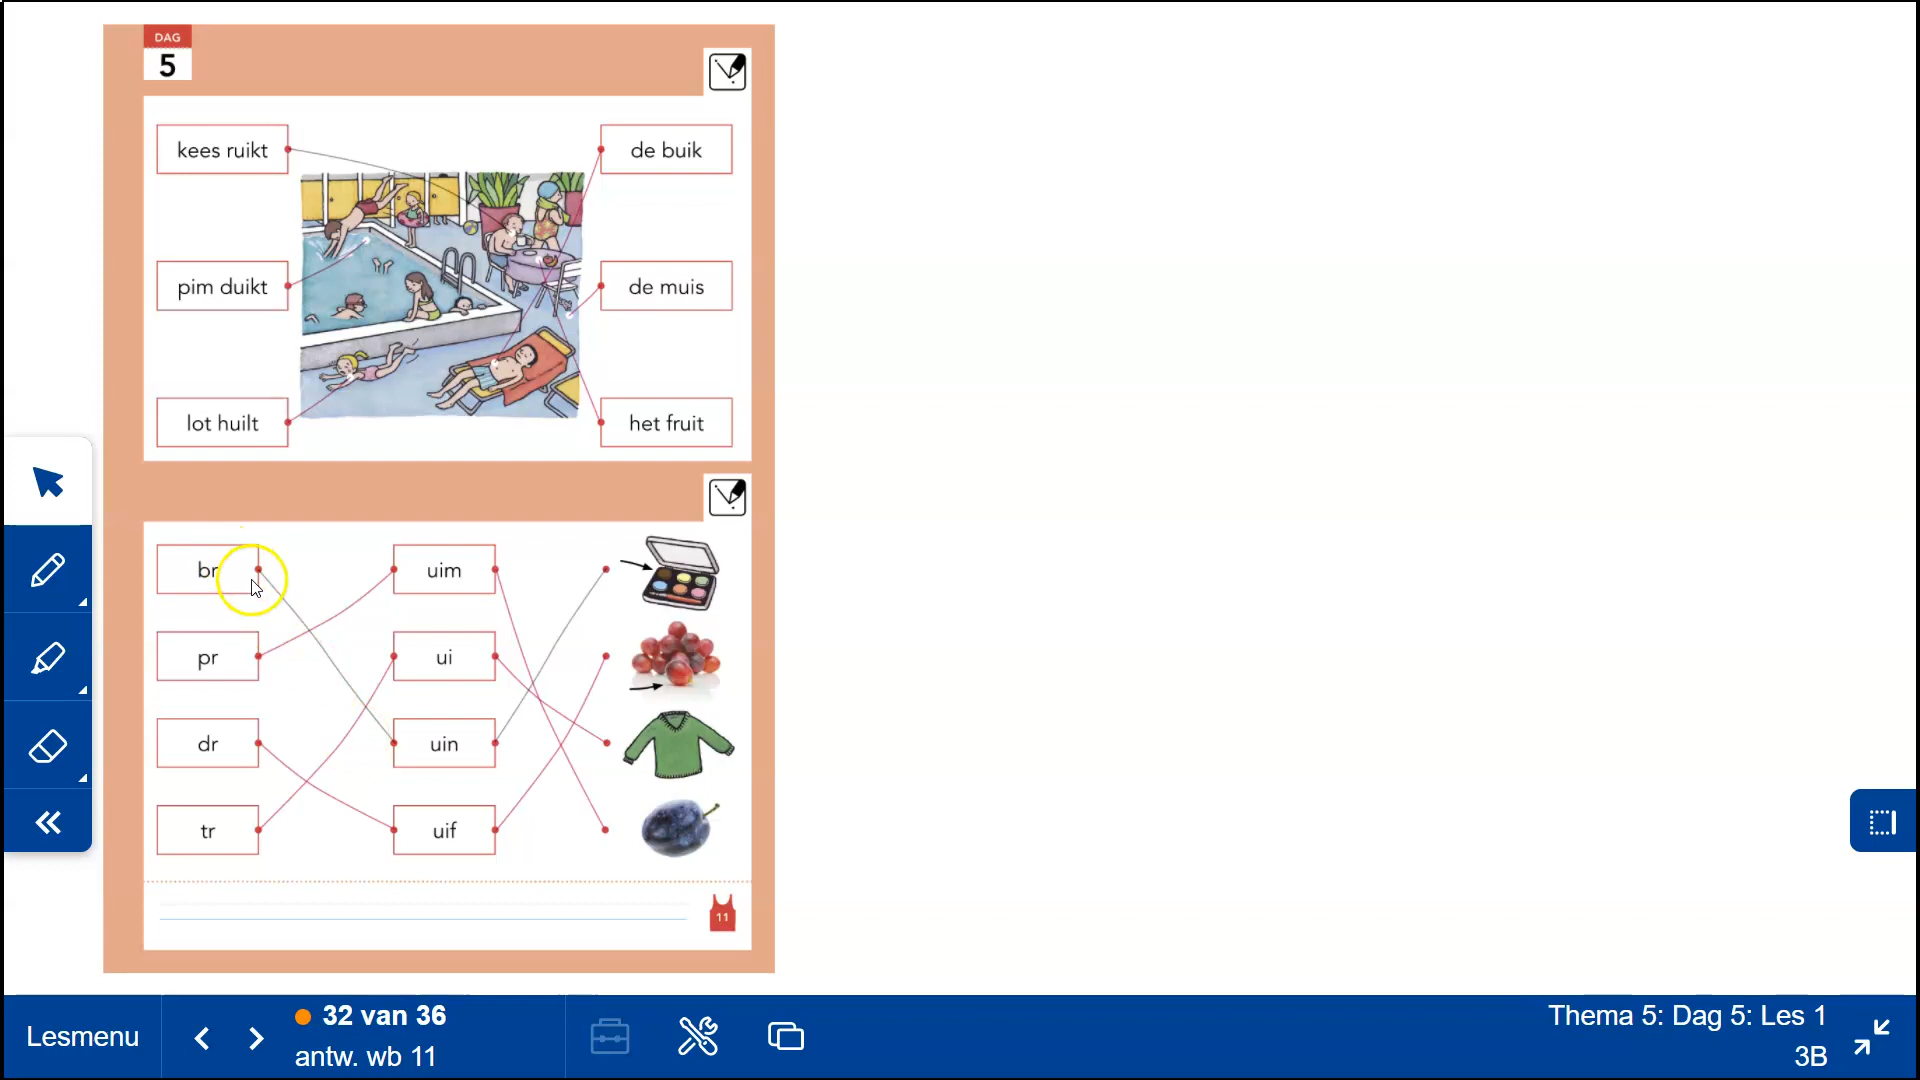 DAG
5
kees ruikt
de buik
pim duikt
de muis
lot huilt
het fruit
br
uim
pr
ui
dr
uin
tr
uif
11
Lesmenu
32 van 36
antw. wb 11
Thema 5: Dag 5: Les 1
3B